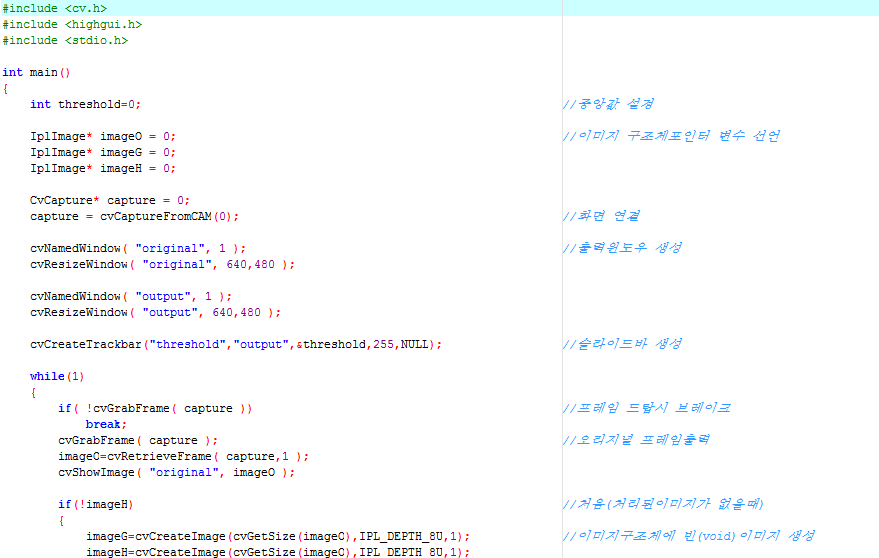 #include <cv.h>
#include <highgui.h>
#include <stdio.h>
int main()
{
int threshold=0; //중앙값 설정
IplImage* imageO = 0; //이미지 구조체포인터 변수 선언
IplImage* imageG = 0;
IplImage* imageH = 0;
CvCapture* capture = 0;
capture = cvCaptureFromCAM(0); //화면 연결
cvNamedWindow( "original", 1 ); //출력윈도우 생성
cvResizeWindow( "original", 640,480 );
cvNamedWindow( "output", 1 );
cvResizeWindow( "output", 640,480 );
cvCreateTrackbar("threshold","output",&threshold,255,NULL); //슬라이드바 생성
while(1)
{
if( !cvGrabFrame( capture )) //프레임 드랍시 브레이크
break;
cvGrabFrame( capture ); //오리지널 프레임출력
imageO=cvRetrieveFrame( capture,1 );
cvShowImage( "original", imageO );
if(!imageH) //처음(처리된이미지가 없을때)
{
imageG=cvCreateImage(cvGetSize(imageO),IPL_DEPTH_8U,1); //이미지구조체에 빈(void)이미지 생성
imageH=cvCreateImage(cvGetSize(imageO),IPL_DEPTH_8U,1);